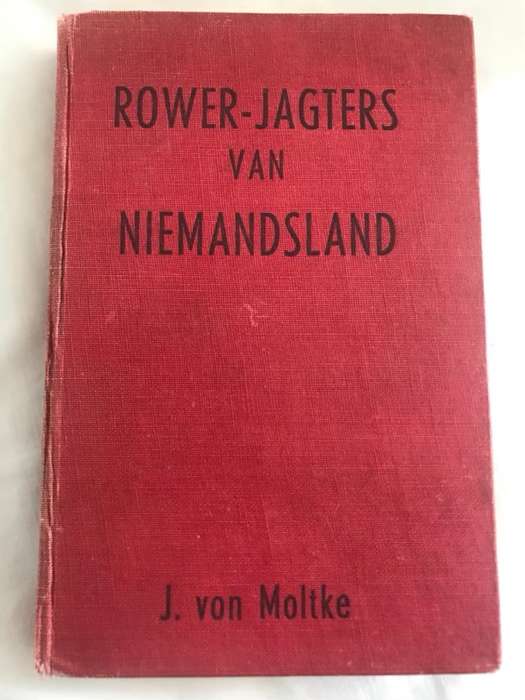 ROWER-JAGTERS
VAN
NIEMANDSLAND
J. von Moltke